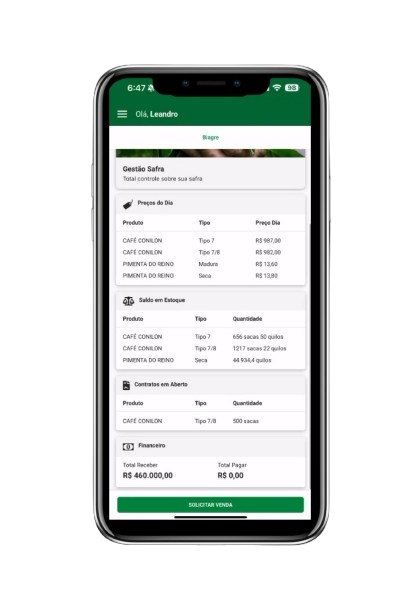 6:47
98
Olá, Leandro
Biagre
Gestão Safra
Total controle sobre sua safra
Preços do Dia
Produto Tipo Preço Dia
CAFÉ CONILON Tipo 7 R$ 987,00
CAFÉ CONILON Tipo 7/8 R$ 982,00
PIMENTA DO REINO Madura R$ 13,60
PIMENTA DO REINO Seca R$ 13,80
Saldo em Estoque
Produto Tipo Quantidade
CAFÉ CONILON Tipo 7 656 sacas 50 quilos
CAFÉ CONILON Tipo 7/8 1217 sacas 22 quilos
PIMENTA DO REINO Seca 44.934,4 quilos
Contratos em Aberto
Produto Tipo Quantidade
CAFÉ CONILON Tipo 7/8 500 sacas
Financeiro
Total Receber Total Pagar
R$ 460.000,00 R$ 0,00
SOLICITAR VENDA